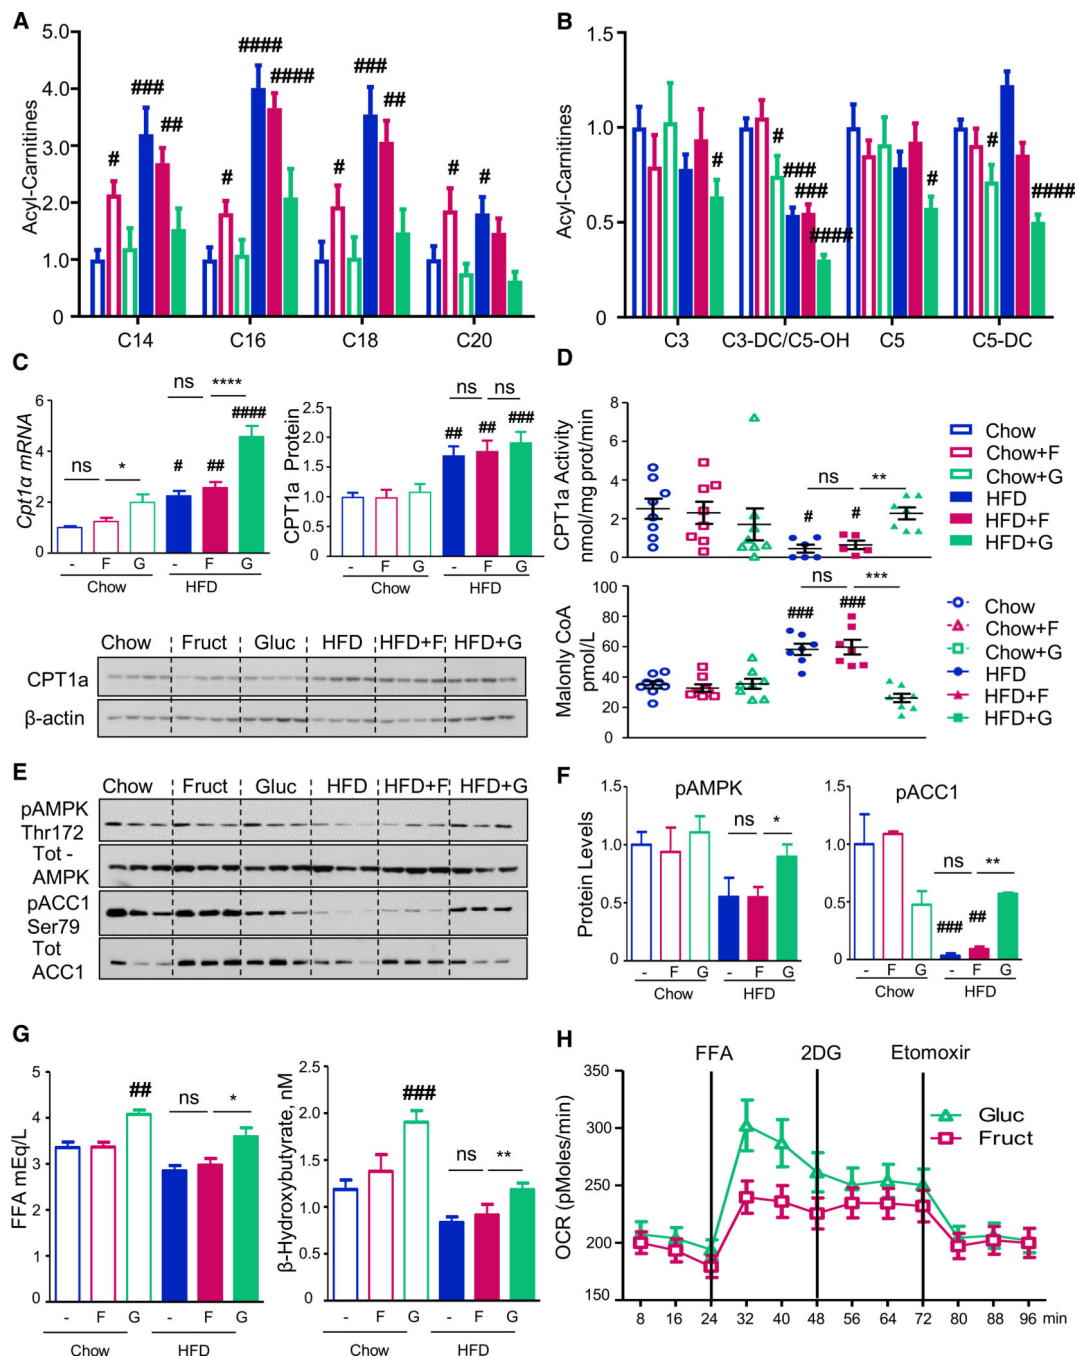 A
Acyl-Carnitines
5.0
4.0
3.0
2.0
1.0
0
#
###
##
#
####
####
#
###
##
#
#
C14
C16
C18
C20
B
Acyl-Carnitines
1.5
1.0
0.5
0
#
#
###
###
####
#
#
####
C3
C3-DC/C5-OH
C5
C5-DC
C
Cpt1α mRNA
6
4
2
0
ns
*
ns
****
#
##
####
- F G - F G
Chow
HFD
CPT1a Protein
2.5
2.0
1.5
1.0
0.5
0
ns
ns
##
##
###
- F G - F G
Chow
HFD
Chow Fruct Gluc HFD HFD+F HFD+G
CPT1a
β-actin
D
CPT1a Activity
nmol/mg prot/min
8
6
4
2
0
ns
**
#
#
Chow
Chow+F
Chow+G
HFD
HFD+F
HFD+G
Malonly CoA
pmol/L
100
80
60
40
20
0
ns
***
###
###
Chow
Chow+F
Chow+G
HFD
HFD+F
HFD+G
E
Chow Fruct Gluc HFD HFD+F HFD+G
pAMPK
Thr172
Tot -
AMPK
pACC1
Ser79
Tot
ACC1
F
pAMPK
Protein Levels
1.5
1.0
0.5
0
ns
*
- F G - F G
Chow
HFD
pACC1
1.5
1.0
0.5
0
ns
**
###
##
- F G - F G
Chow
HFD
G
FFA mEq/L
5
4
3
2
1
0
##
ns
*
- F G - F G
Chow
HFD
β-Hydroxybutyrate, nM
2.5
2.0
1.5
1.0
0.5
0
###
ns
**
- F G - F G
Chow
HFD
H
FFA
2DG
Etomoxir
OCR (pMoles/min)
350
300
250
200
150
Gluc
Fruct
8 16 24 32 40 48 56 64 72 80 88 96 min